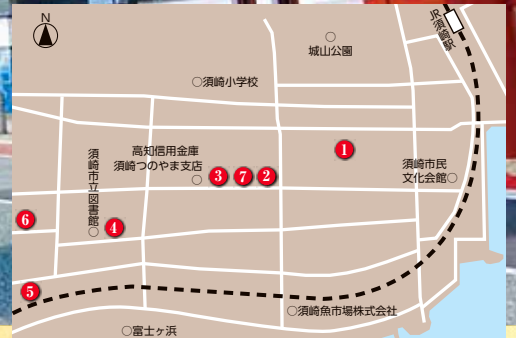 N
JR須崎駅
城山公園
須崎小学校
1
高知信用金庫
須崎つのやま支店
3
7
2
須崎市民
文化会館
須崎市立図書館
6
4
5
須崎魚市場株式会社
富士ヶ浜